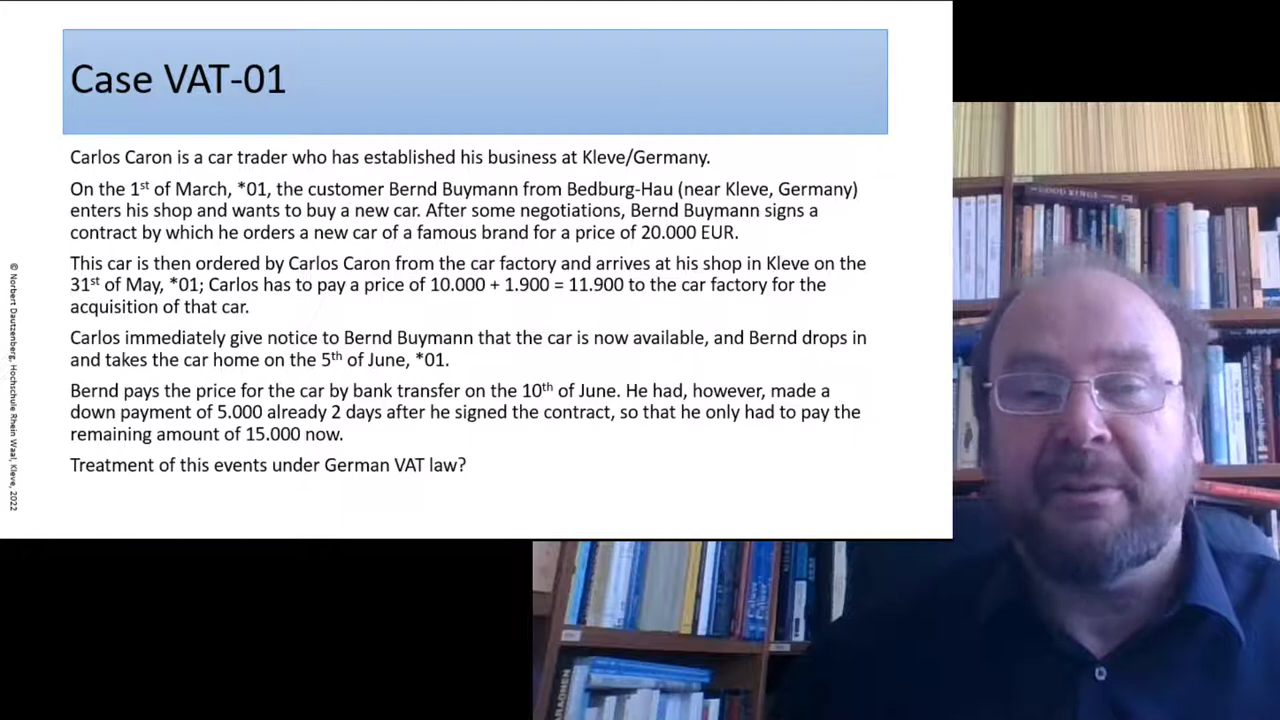 Case VAT-01
Carlos Caron is a car trader who has established his business at Kleve/Germany.
On the 1st of March, *01, the customer Bernd Buymann from Bedburg-Hau (near Kleve, Germany)
enters his shop and wants to buy a new car. After some negotiations, Bernd Buymann signs a
contract by which he orders a new car of a famous brand for a price of 20.000 EUR.
This car is then ordered by Carlos Caron from the car factory and arrives at his shop in Kleve on the
31st of May, *01; Carlos has to pay a price of 10.000 + 1.900 = 11.900 to the car factory for the
acquisition of that car.
Carlos immediately give notice to Bernd Buymann that the car is now available, and Bernd drops in
and takes the car home on the 5th of June, *01.
Bernd pays the price for the car by bank transfer on the 10th of June. He had, however, made a
down payment of 5.000 already 2 days after he signed the contract, so that he only had to pay the
remaining amount of 15.000 now.
Treatment of this events under German VAT law?
© Norbert Dautzenberg, Hochschule Rhein Waal, Kleve, 2022